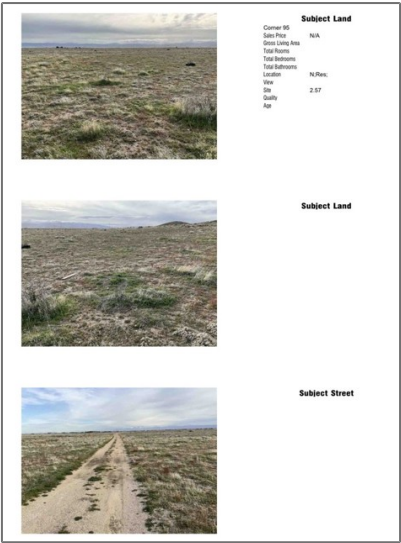 Subject Land
Corner 95
Sales Price N/A
Gross Living Area
Total Rooms
Total Bedrooms
Total Bathrooms
Location N;Res;
View
Site 2.57
Quality
Age
Subject Land
Subject Street